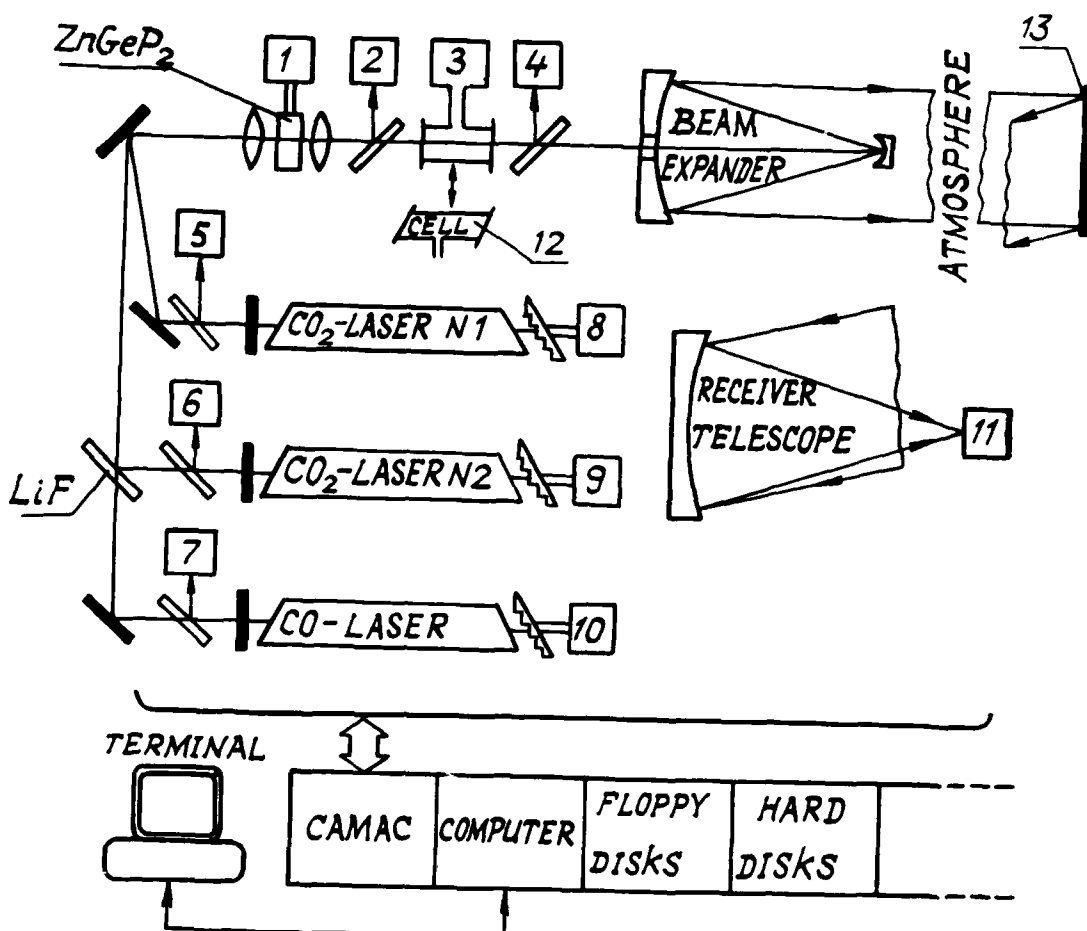 ZnGeP₂
1
2
3
4
13
BEAM
EXPANDER
ATMOSPHERE
CELL
12
5
CO₂-LASER N1
8
RECEIVER
TELESCOPE
11
6
LiF
CO₂-LASER N2
9
7
CO-LASER
10
TERMINAL
CAMAC
COMPUTER
FLOPPY
DISKS
HARD
DISKS